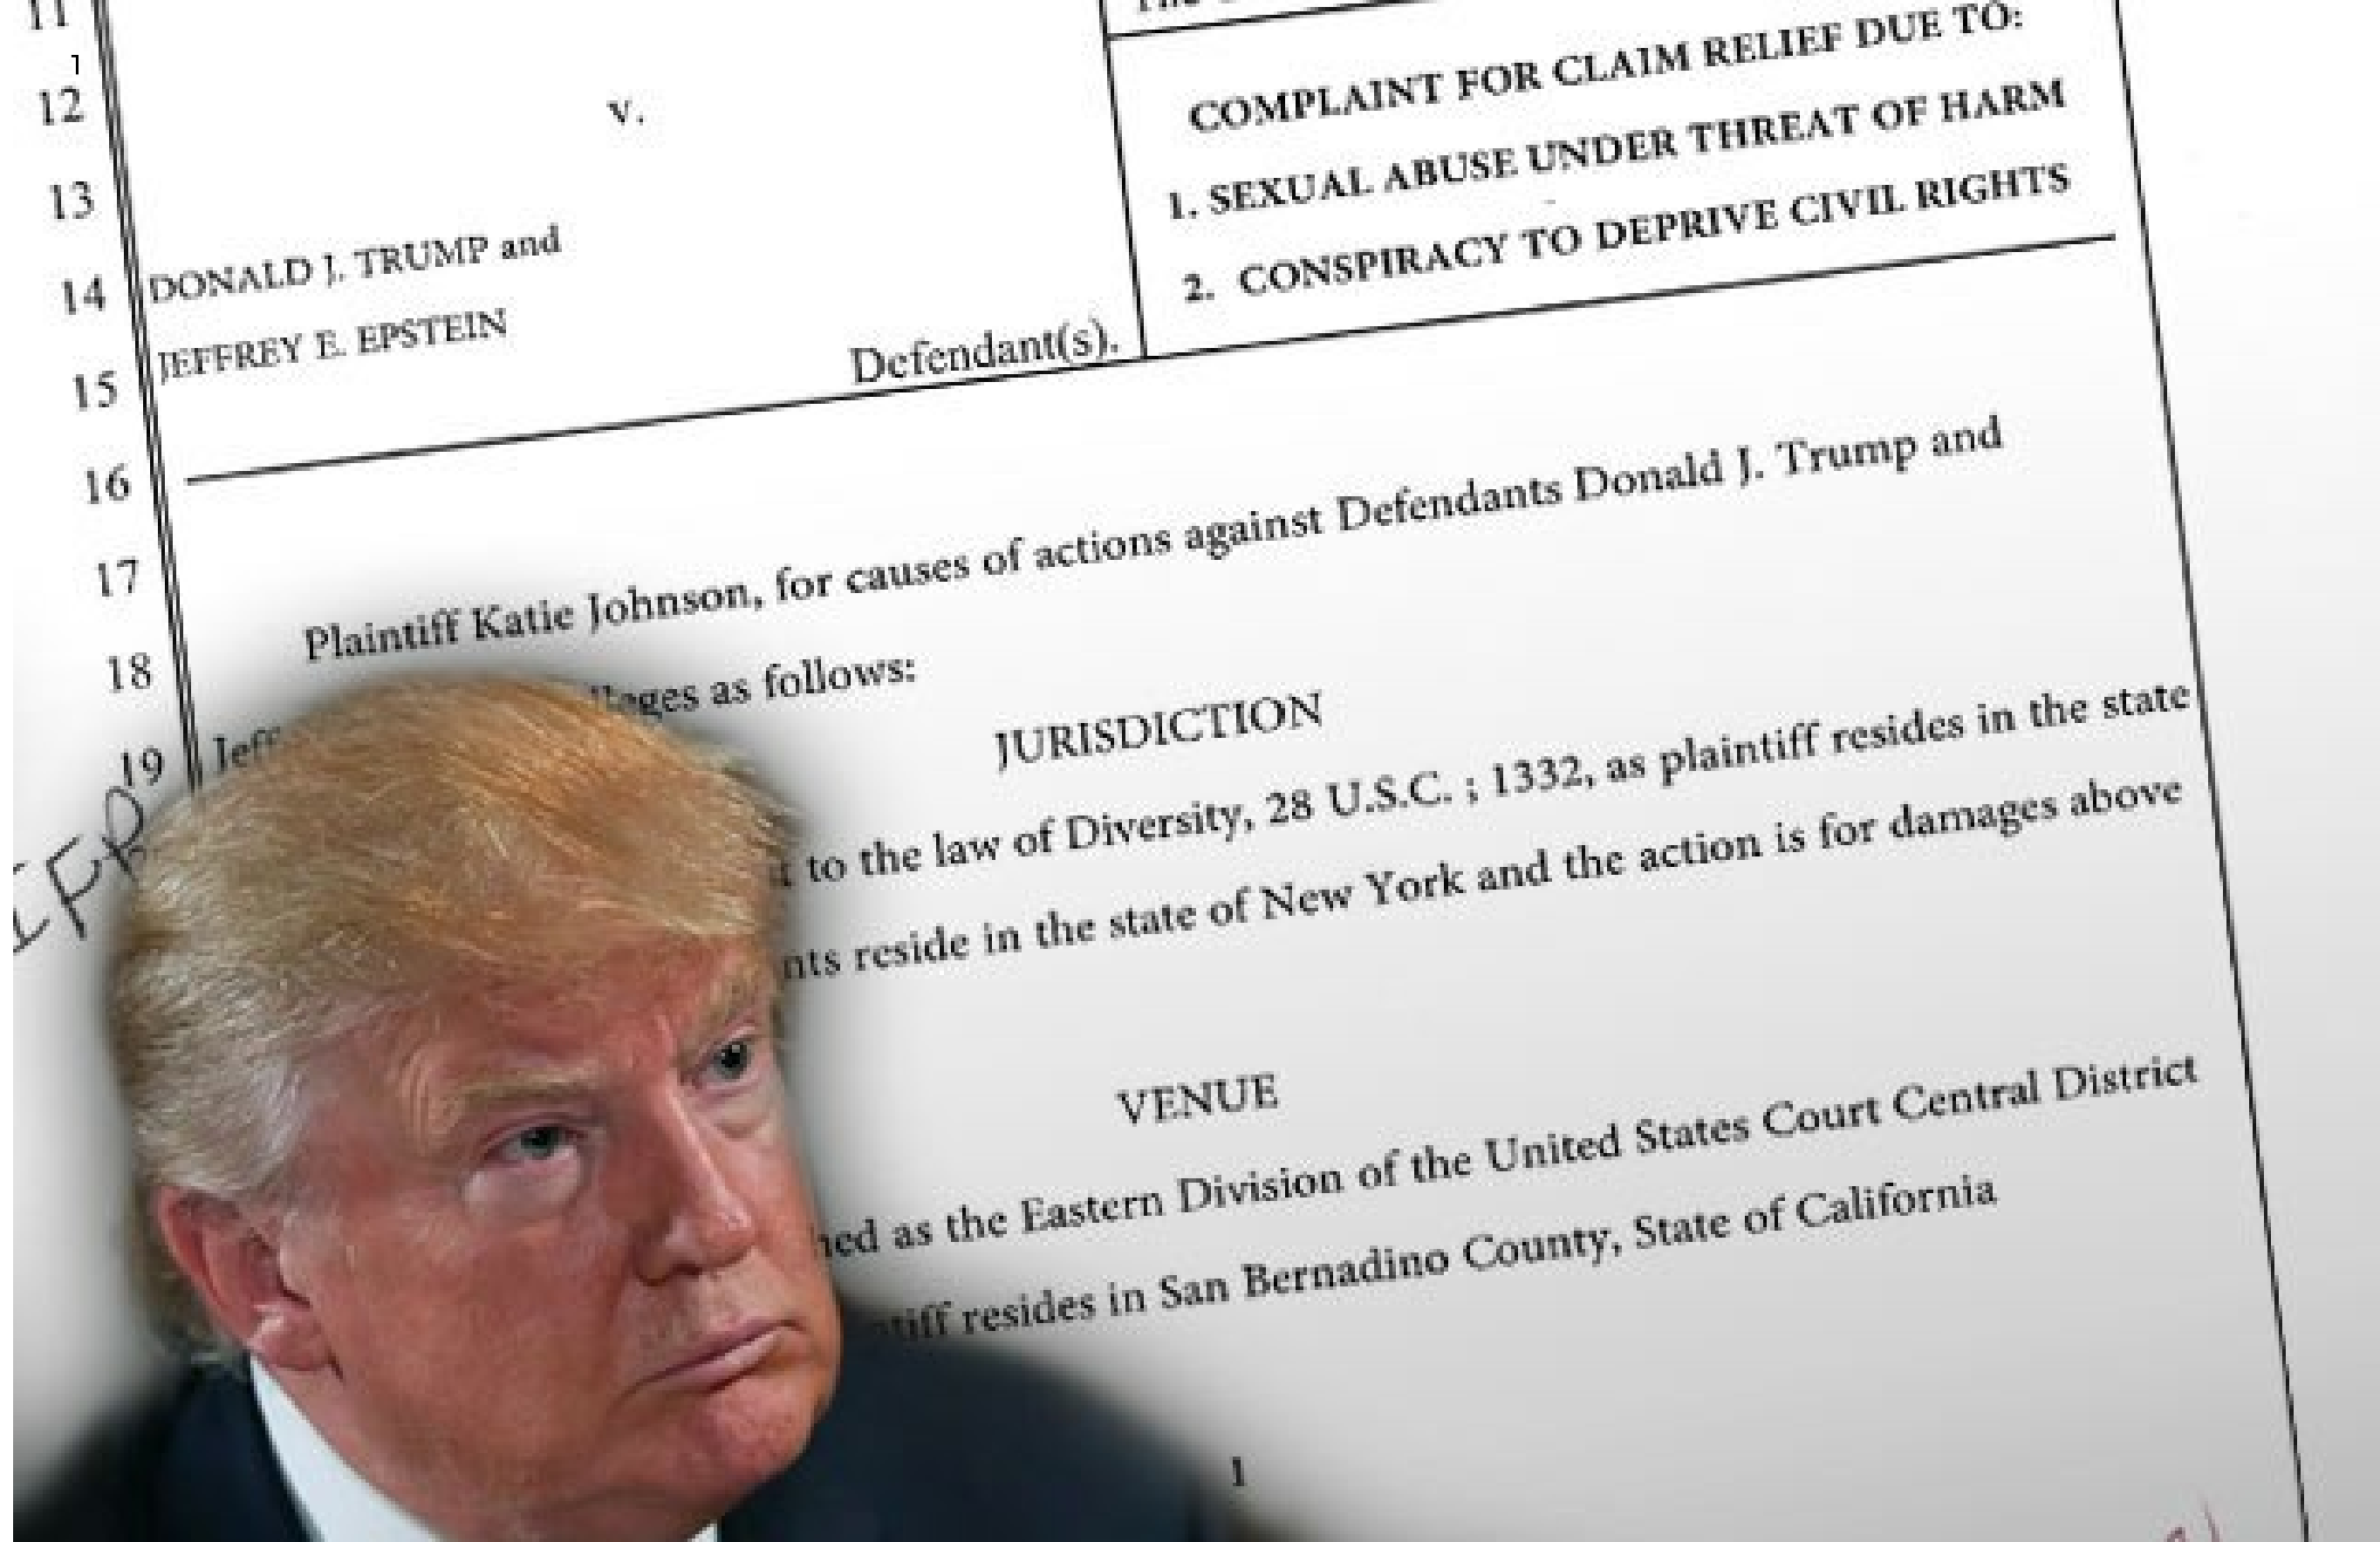 11
1
12
13
14
15
16
17
18
19
v.
DONALD J. TRUMP and
JEFFREY E. EPSTEIN
Defendant(s).
COMPLAINT FOR CLAIM RELIEF DUE TO:
1. SEXUAL ABUSE UNDER THREAT OF HARM
2. CONSPIRACY TO DEPRIVE CIVIL RIGHTS
Plaintiff Katie Johnson, for causes of actions against Defendants Donald J. Trump and
as follows:
JURISDICTION
to the law of Diversity, 28 U.S.C. ; 1332, as plaintiff resides in the state
nts reside in the state of New York and the action is for damages above
VENUE
as the Eastern Division of the United States Court Central District
resides in San Bernadino County, State of California
1